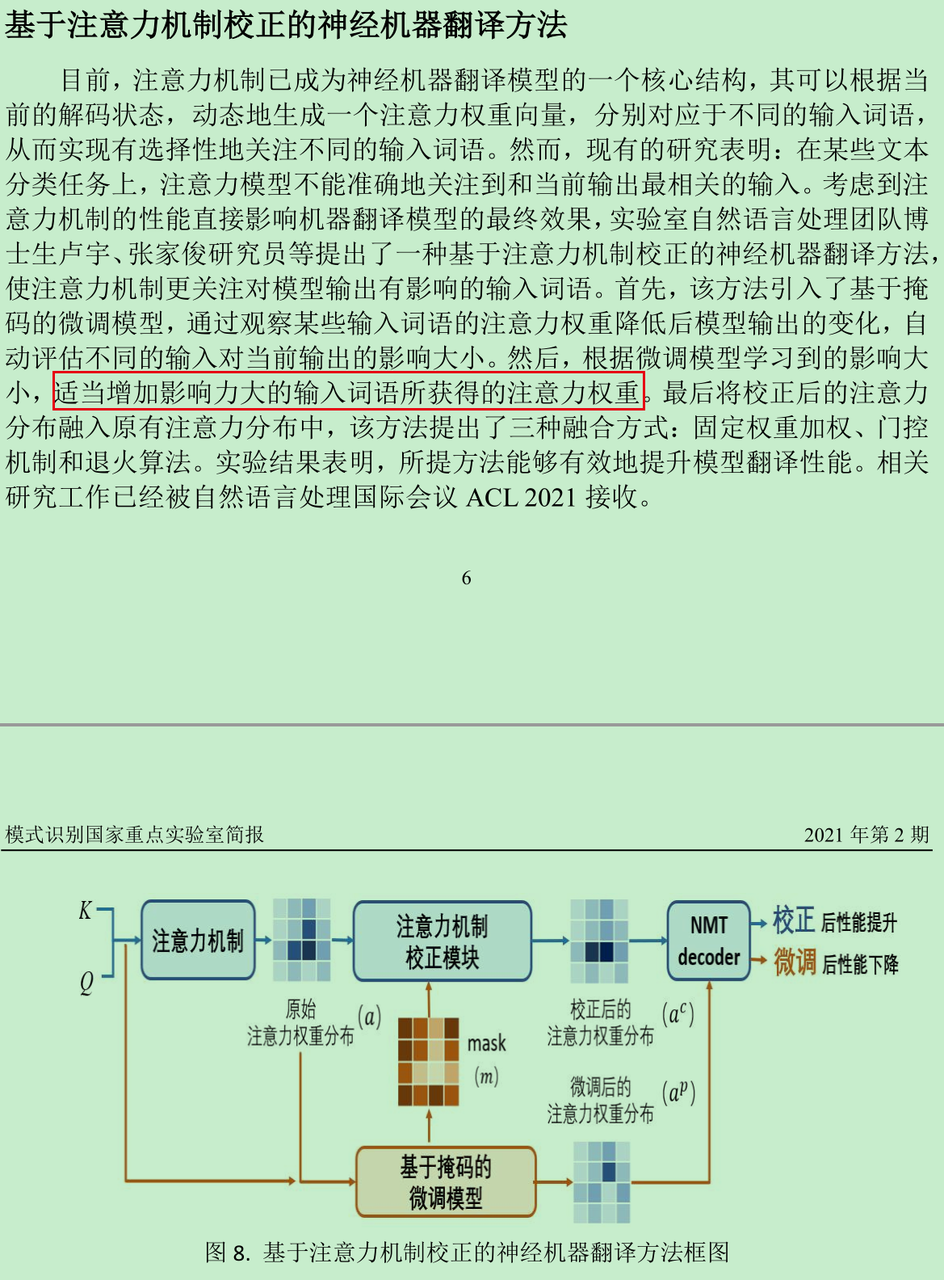 基于注意力机制校正的神经机器翻译方法
目前，注意力机制已成为神经机器翻译模型的一个核心结构，其可以根据当
前的解码状态，动态地生成一个注意力权重向量，分别对应于不同的输入词语，
从而实现有选择性地关注不同的输入词语。然而，现有的研究表明：在某些文本
分类任务上，注意力模型不能准确地关注到和当前输出最相关的输入。考虑到注
意力机制的性能直接影响机器翻译模型的最终效果，实验室自然语言处理团队博
士生卢宇、张家俊研究员等提出了一种基于注意力机制校正的神经机器翻译方法，
使注意力机制更关注对模型输出有影响的输入词语。首先，该方法引入了基于掩
码的微调模型，通过观察某些输入词语的注意力权重降低后模型输出的变化，自
动评估不同的输入对当前输出的影响大小。然后，根据微调模型学习到的影响大
小，适当增加影响力大的输入词语所获得的注意力权重。最后将校正后的注意力
分布融入原有注意力分布中，该方法提出了三种融合方式：固定权重加权、门控
机制和退火算法。实验结果表明，所提方法能够有效地提升模型翻译性能。相关
研究工作已经被自然语言处理国际会议 ACL 2021 接收。
6
模式识别国家重点实验室简报 2021 年第 2 期
K
Q
注意力机制
注意力机制
校正模块
NMT
decoder
校正 后性能提升
微调 后性能下降
原始
注意力权重分布 (a)
mask
(m)
校正后的
注意力权重分布 (a^c)
微调后的
注意力权重分布 (a^p)
基于掩码的
微调模型
图 8. 基于注意力机制校正的神经机器翻译方法框图